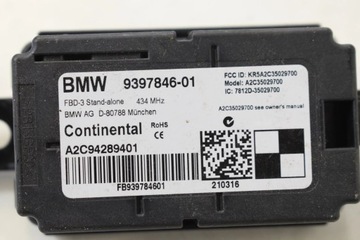 BMW 9397846-01
FBD-3 Stand-alone 434 MHz
BMW AG D-80788 München
Continental RoHS
CE
A2C94289401
FCC ID: KR5A2C35029700
Model: A2C35029700
IC: 7812D-35029700
A2C35029700 see owner's manual
FB939784601
210316